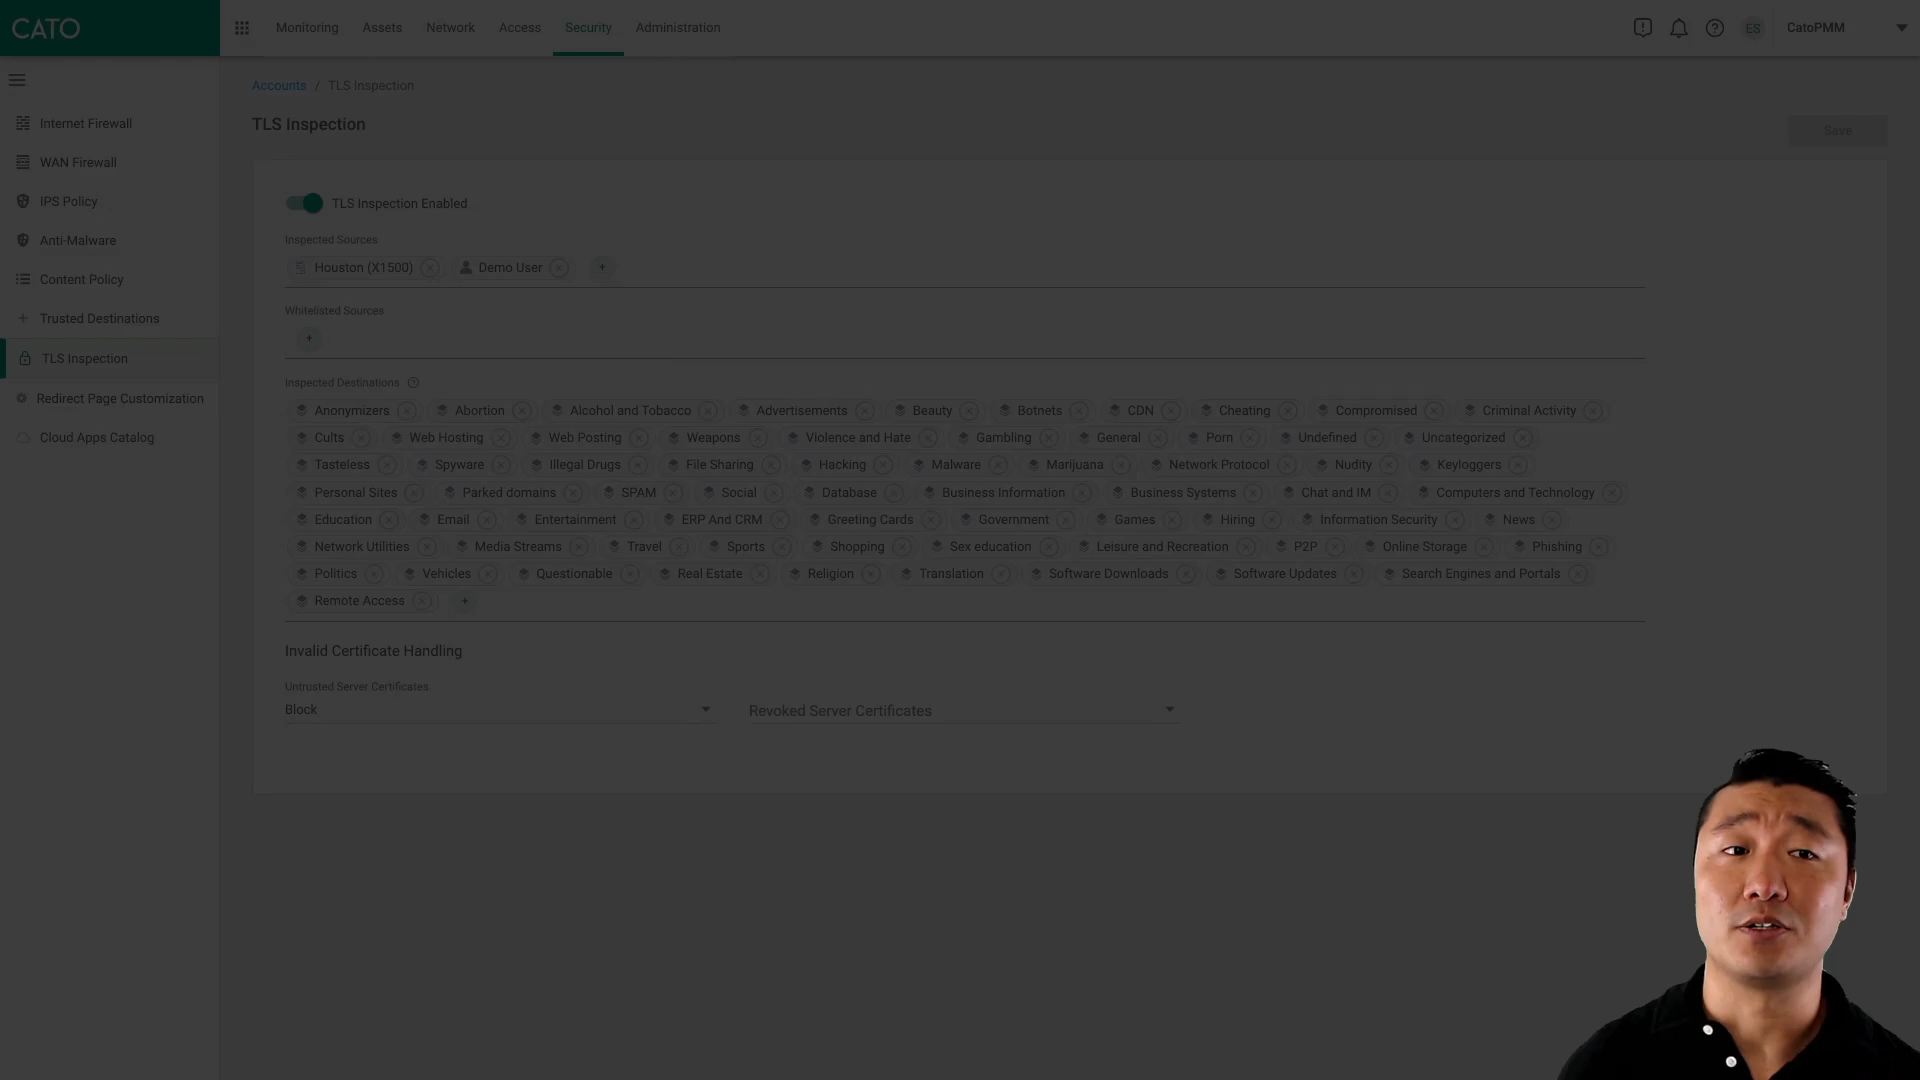 CATO
Monitoring Assets Network Access Security Administration
ES CatoPMM
Accounts / TLS Inspection
TLS Inspection
Save
Internet Firewall
WAN Firewall
IPS Policy
Anti-Malware
Content Policy
Trusted Destinations
TLS Inspection
Redirect Page Customization
Cloud Apps Catalog
TLS Inspection Enabled
Inspected Sources
Houston (X1500) Demo User +
Whitelisted Sources
+
Inspected Destinations
Anonymizers Abortion Alcohol and Tobacco Advertisements Beauty Botnets CDN Cheating Compromised Criminal Activity
Cults Web Hosting Web Posting Weapons Violence and Hate Gambling General Porn Undefined Uncategorized
Tasteless Spyware Illegal Drugs File Sharing Hacking Malware Marijuana Network Protocol Nudity Keyloggers
Personal Sites Parked domains SPAM Social Database Business Information Business Systems Chat and IM Computers and Technology
Education Email Entertainment ERP And CRM Greeting Cards Government Games Hiring Information Security News
Network Utilities Media Streams Travel Sports Shopping Sex education Leisure and Recreation P2P Online Storage Phishing
Politics Vehicles Questionable Real Estate Religion Translation Software Downloads Software Updates Search Engines and Portals
Remote Access +
Invalid Certificate Handling
Untrusted Server Certificates
Block
Revoked Server Certificates